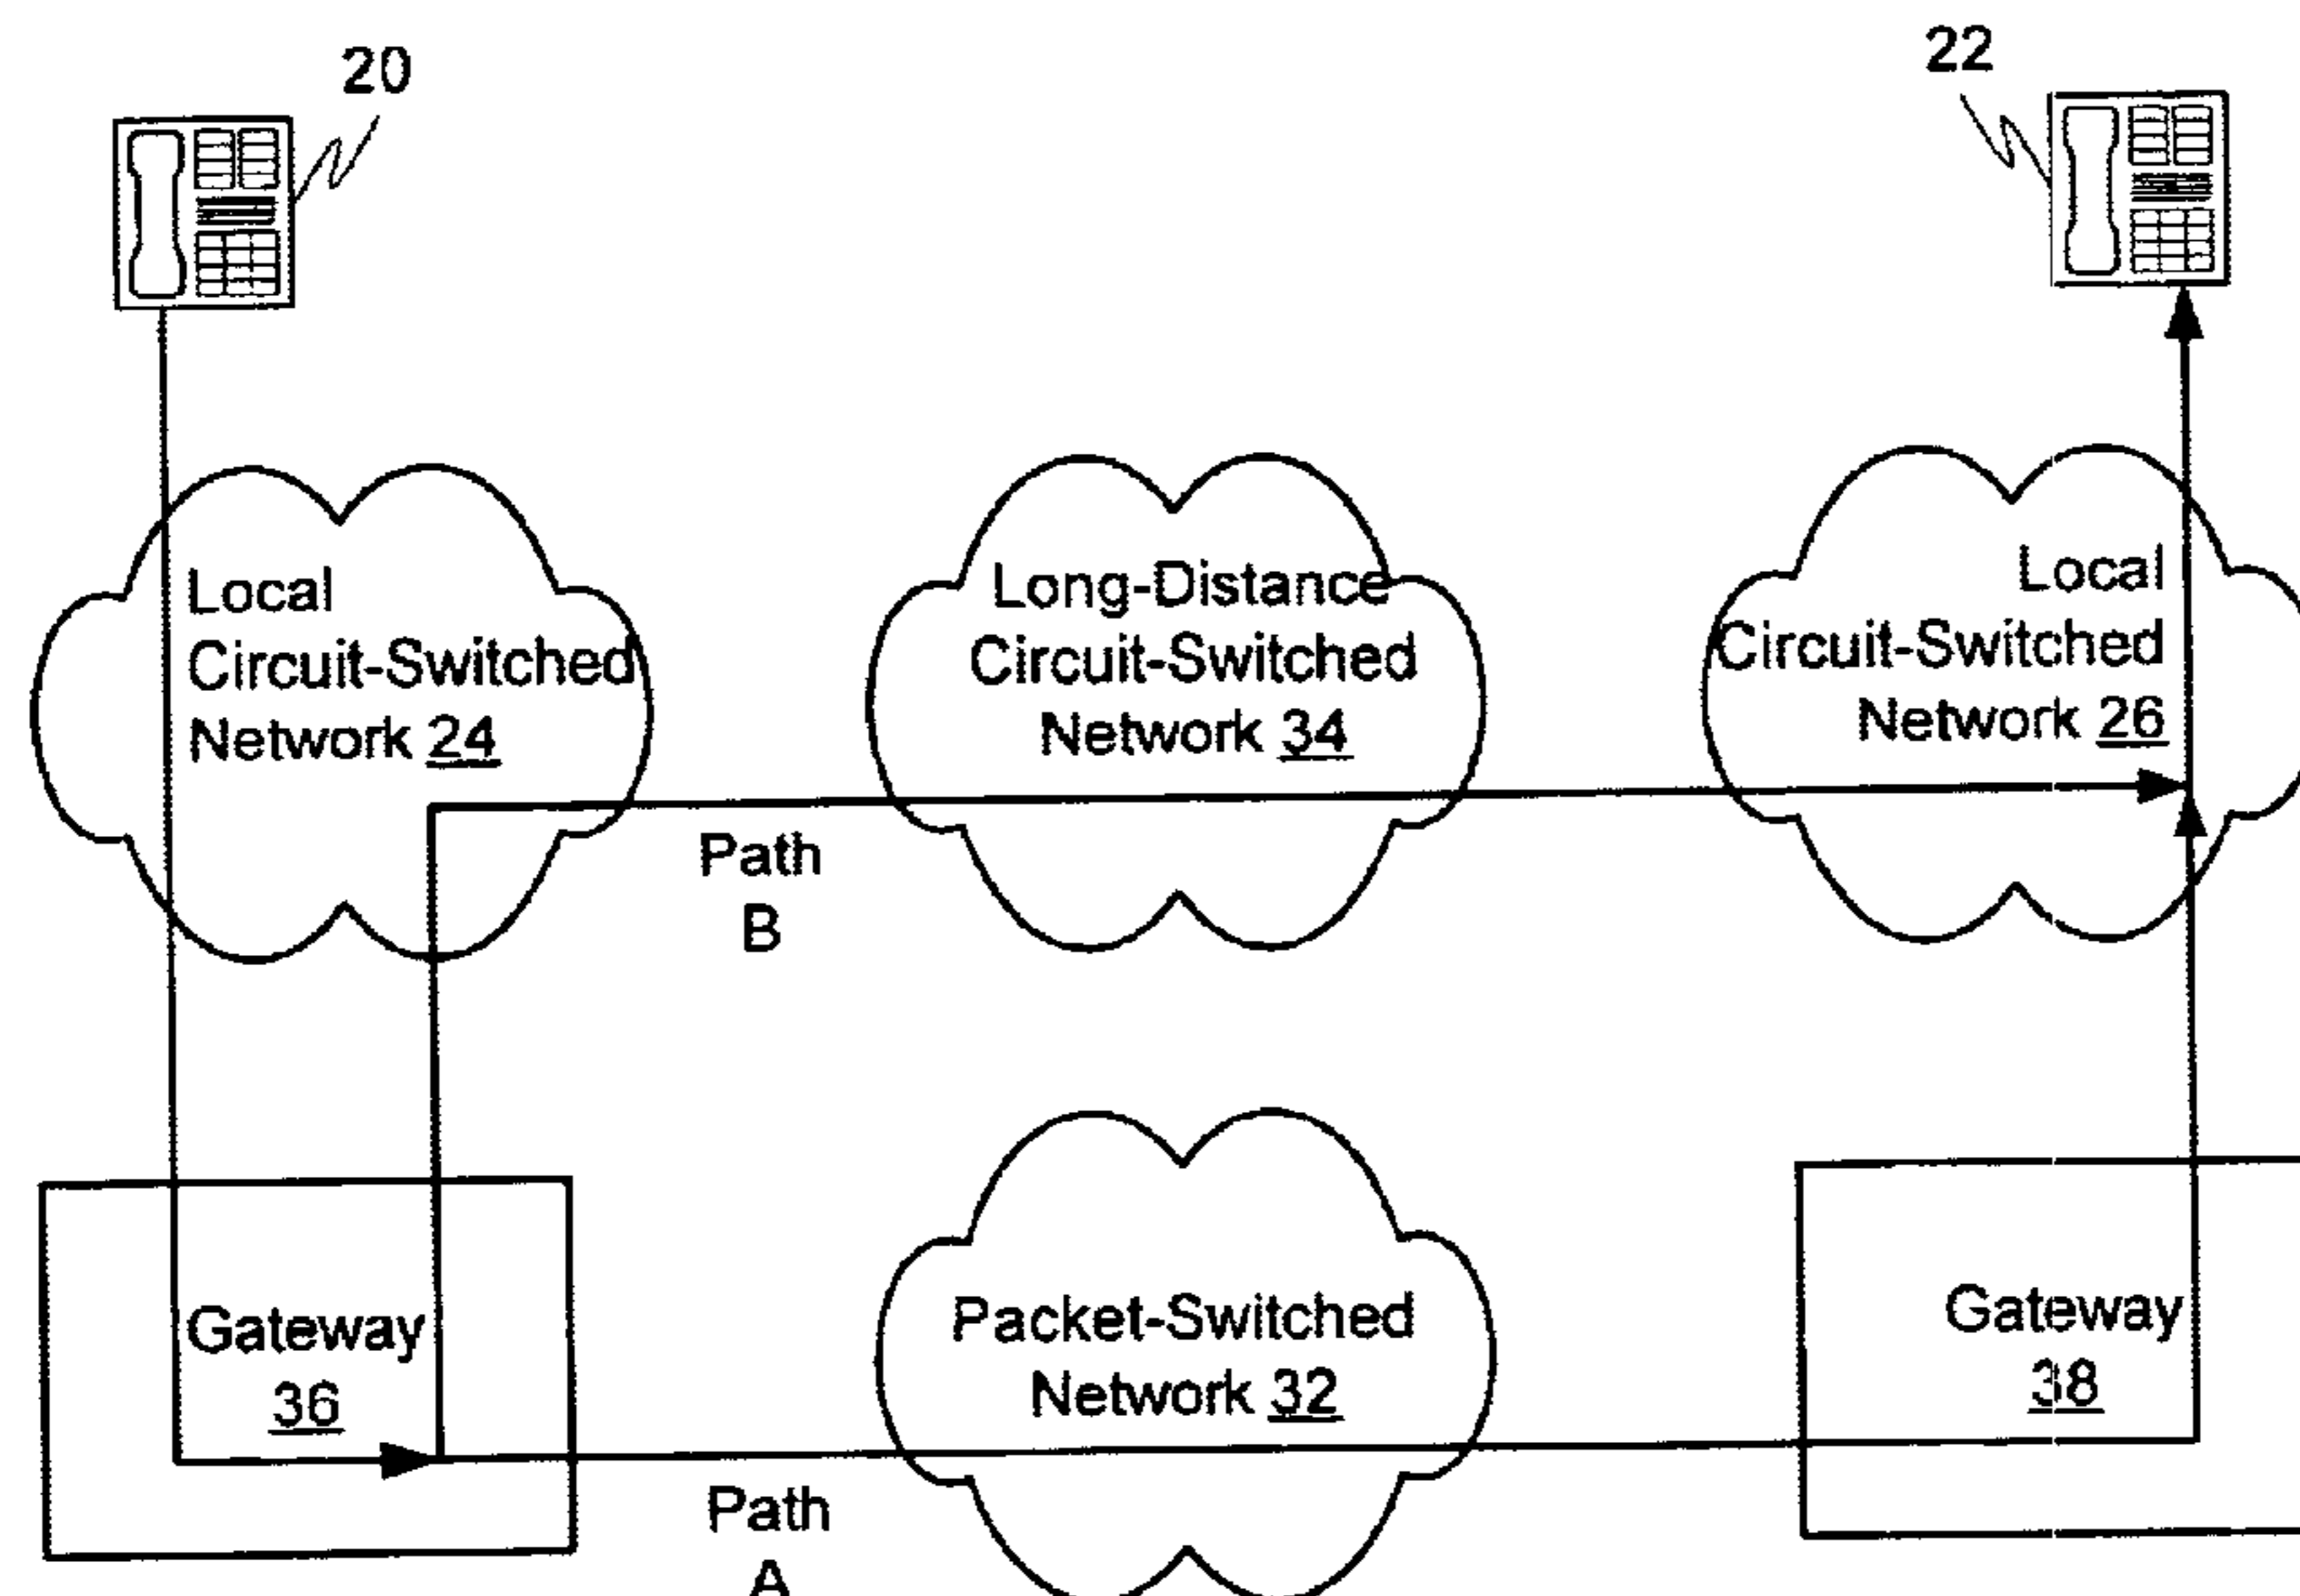 20
22
Local
Circuit-Switched
Network 24
Long-Distance
Circuit-Switched
Network 34
Local
Circuit-Switched
Network 26
Path
B
Gateway
36
Packet-Switched
Network 32
Gateway
38
Path
A